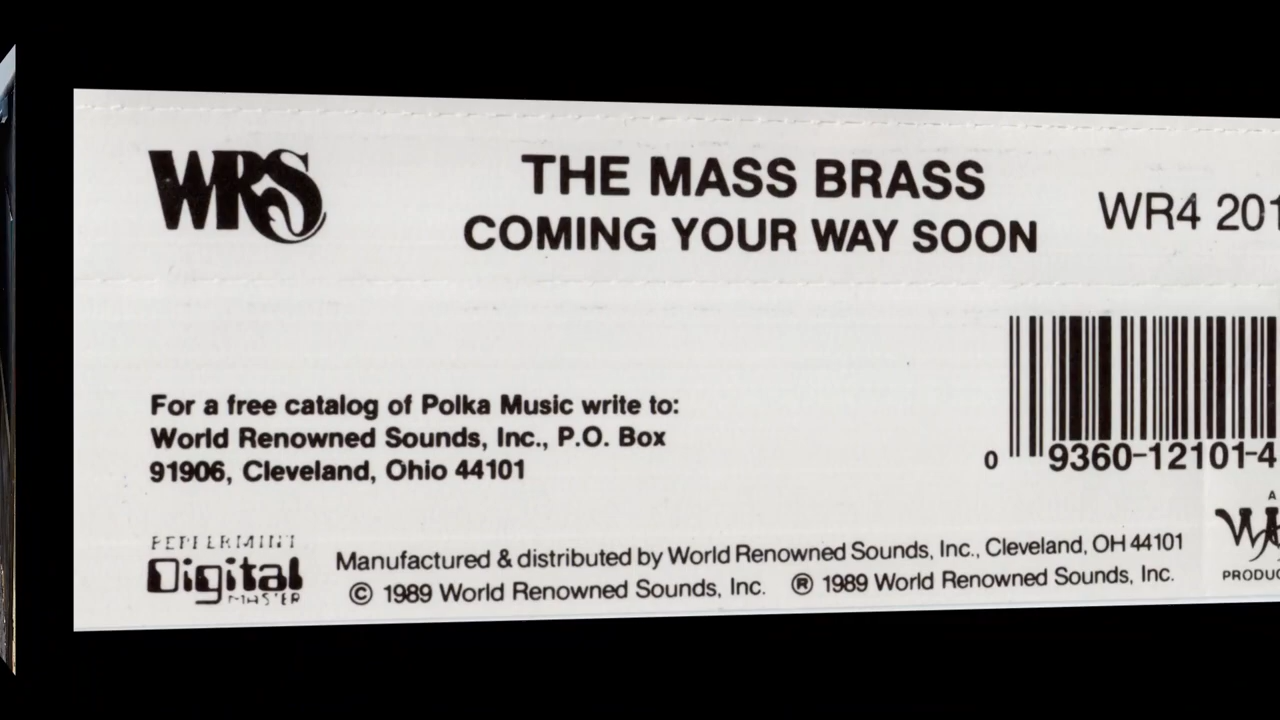 WRS
THE MASS BRASS
COMING YOUR WAY SOON
WR4 201
For a free catalog of Polka Music write to:
World Renowned Sounds, Inc., P.O. Box
91906, Cleveland, Ohio 44101
0 9360-12101-4
PEPPERMINT
Digital
MASTER
Manufactured & distributed by World Renowned Sounds, Inc., Cleveland, OH 44101
© 1989 World Renowned Sounds, Inc. ® 1989 World Renowned Sounds, Inc.
A